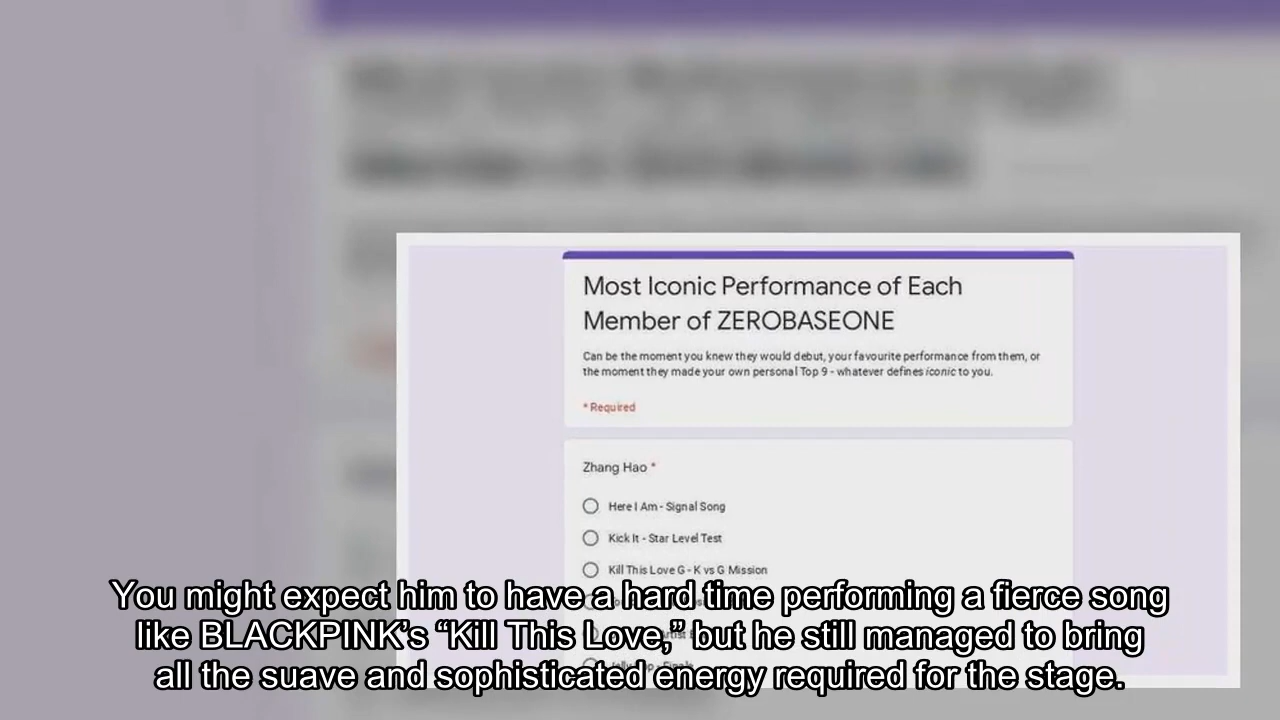 Most Iconic Performance of Each
Member of ZEROBASEONE
Can be the moment you knew they would debut, your favourite performance from them, or
the moment they made your own personal Top 9 - whatever defines iconic to you.
* Required
Zhang Hao *
Here I Am - Signal Song
Kick It - Star Level Test
Kill This Love G - K vs G Mission
You might expect him to have a hard time performing a fierce song
like BLACKPINK’s “Kill This Love,” but he still managed to bring
all the suave and sophisticated energy required for the stage.